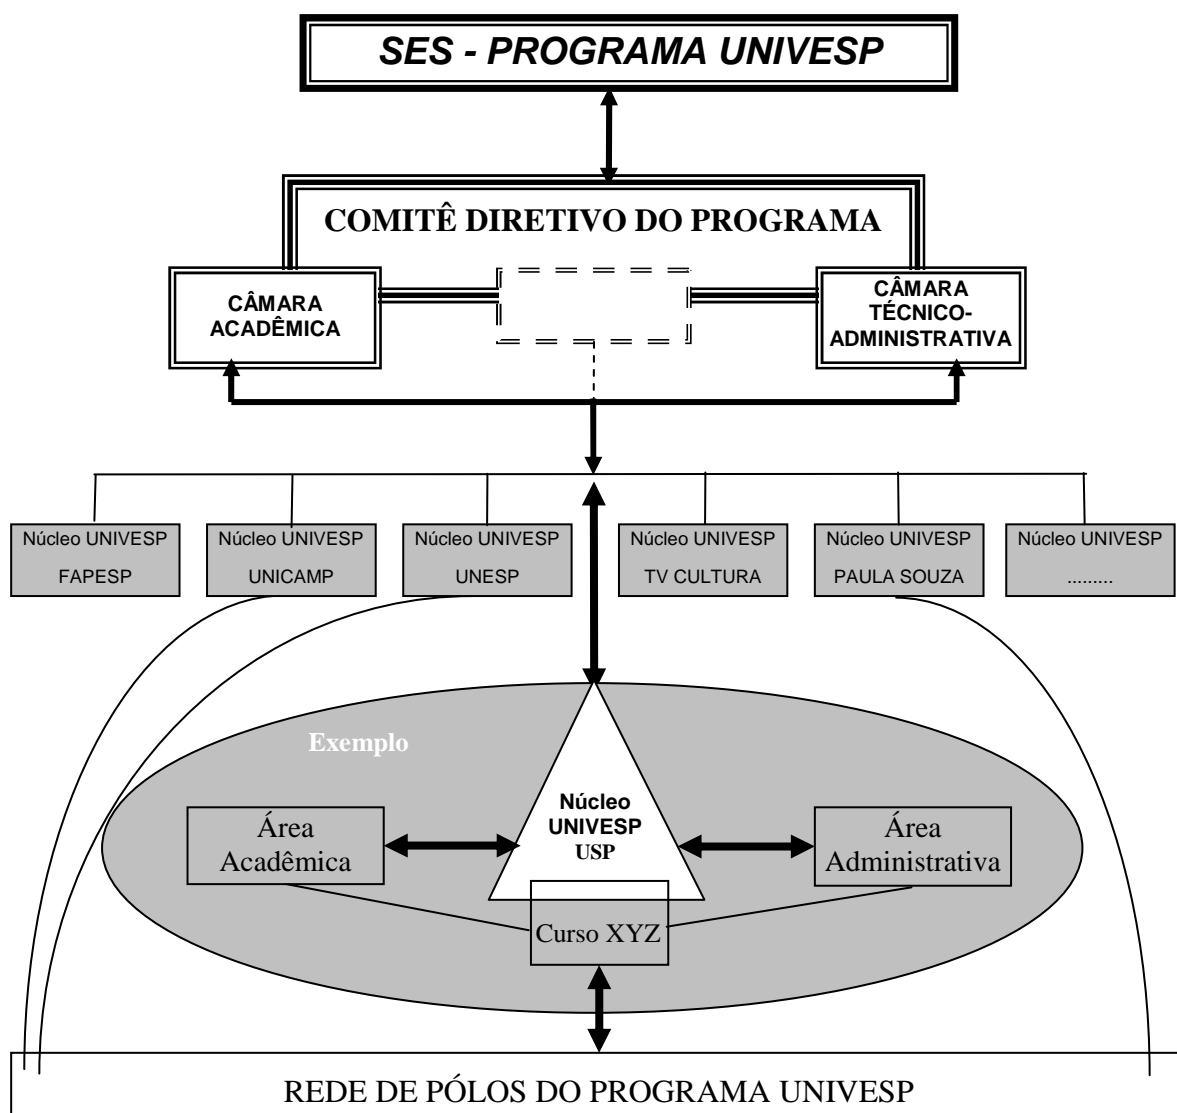 SES - PROGRAMA UNIVESP
COMITÊ DIRETIVO DO PROGRAMA
CÂMARA
ACADÊMICA
CÂMARA
TÉCNICO-
ADMINISTRATIVA
Núcleo UNIVESP
FAPESP
Núcleo UNIVESP
UNICAMP
Núcleo UNIVESP
UNESP
Núcleo UNIVESP
TV CULTURA
Núcleo UNIVESP
PAULA SOUZA
Núcleo UNIVESP
.........
Exemplo
Área
Acadêmica
Núcleo
UNIVESP
USP
Área
Administrativa
Curso XYZ
REDE DE PÓLOS DO PROGRAMA UNIVESP